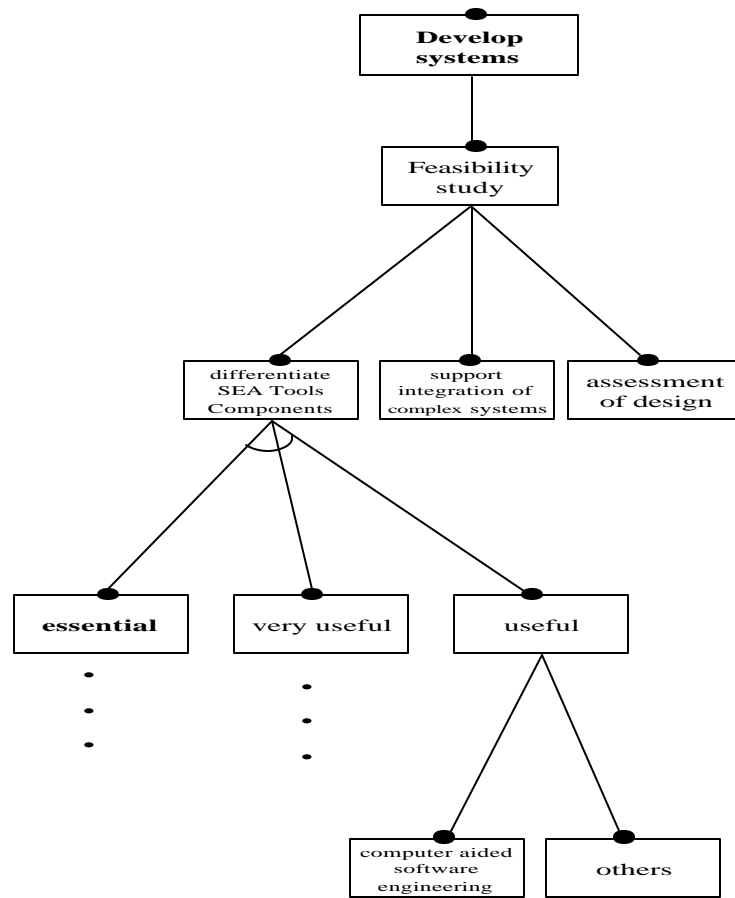 Develop
systems
Feasibility
study
differentiate
SEA Tools
Components
support
integration of
complex systems
assessment
of design
essential
very useful
useful
computer aided
software
engineering
others